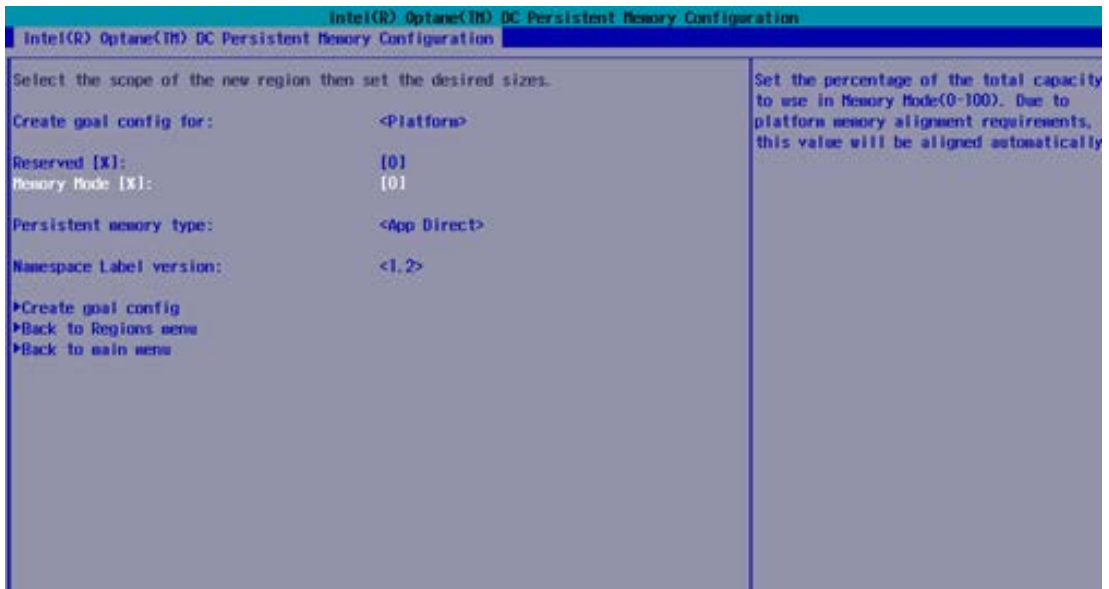 Intel(R) Optane(TM) DC Persistent Memory Configuration
Intel(R) Optane(TM) DC Persistent Memory Configuration
Select the scope of the new region then set the desired sizes.
Create goal config for: <Platform>
Reserved [%]: [0]
Memory Mode [%]: [0]
Persistent memory type: <App Direct>
Namespace Label version: <1.2>
Create goal config
Back to Regions menu
Back to main menu
Set the percentage of the total capacity
to use in Memory Mode(0-100). Due to
platform memory alignment requirements,
this value will be aligned automatically